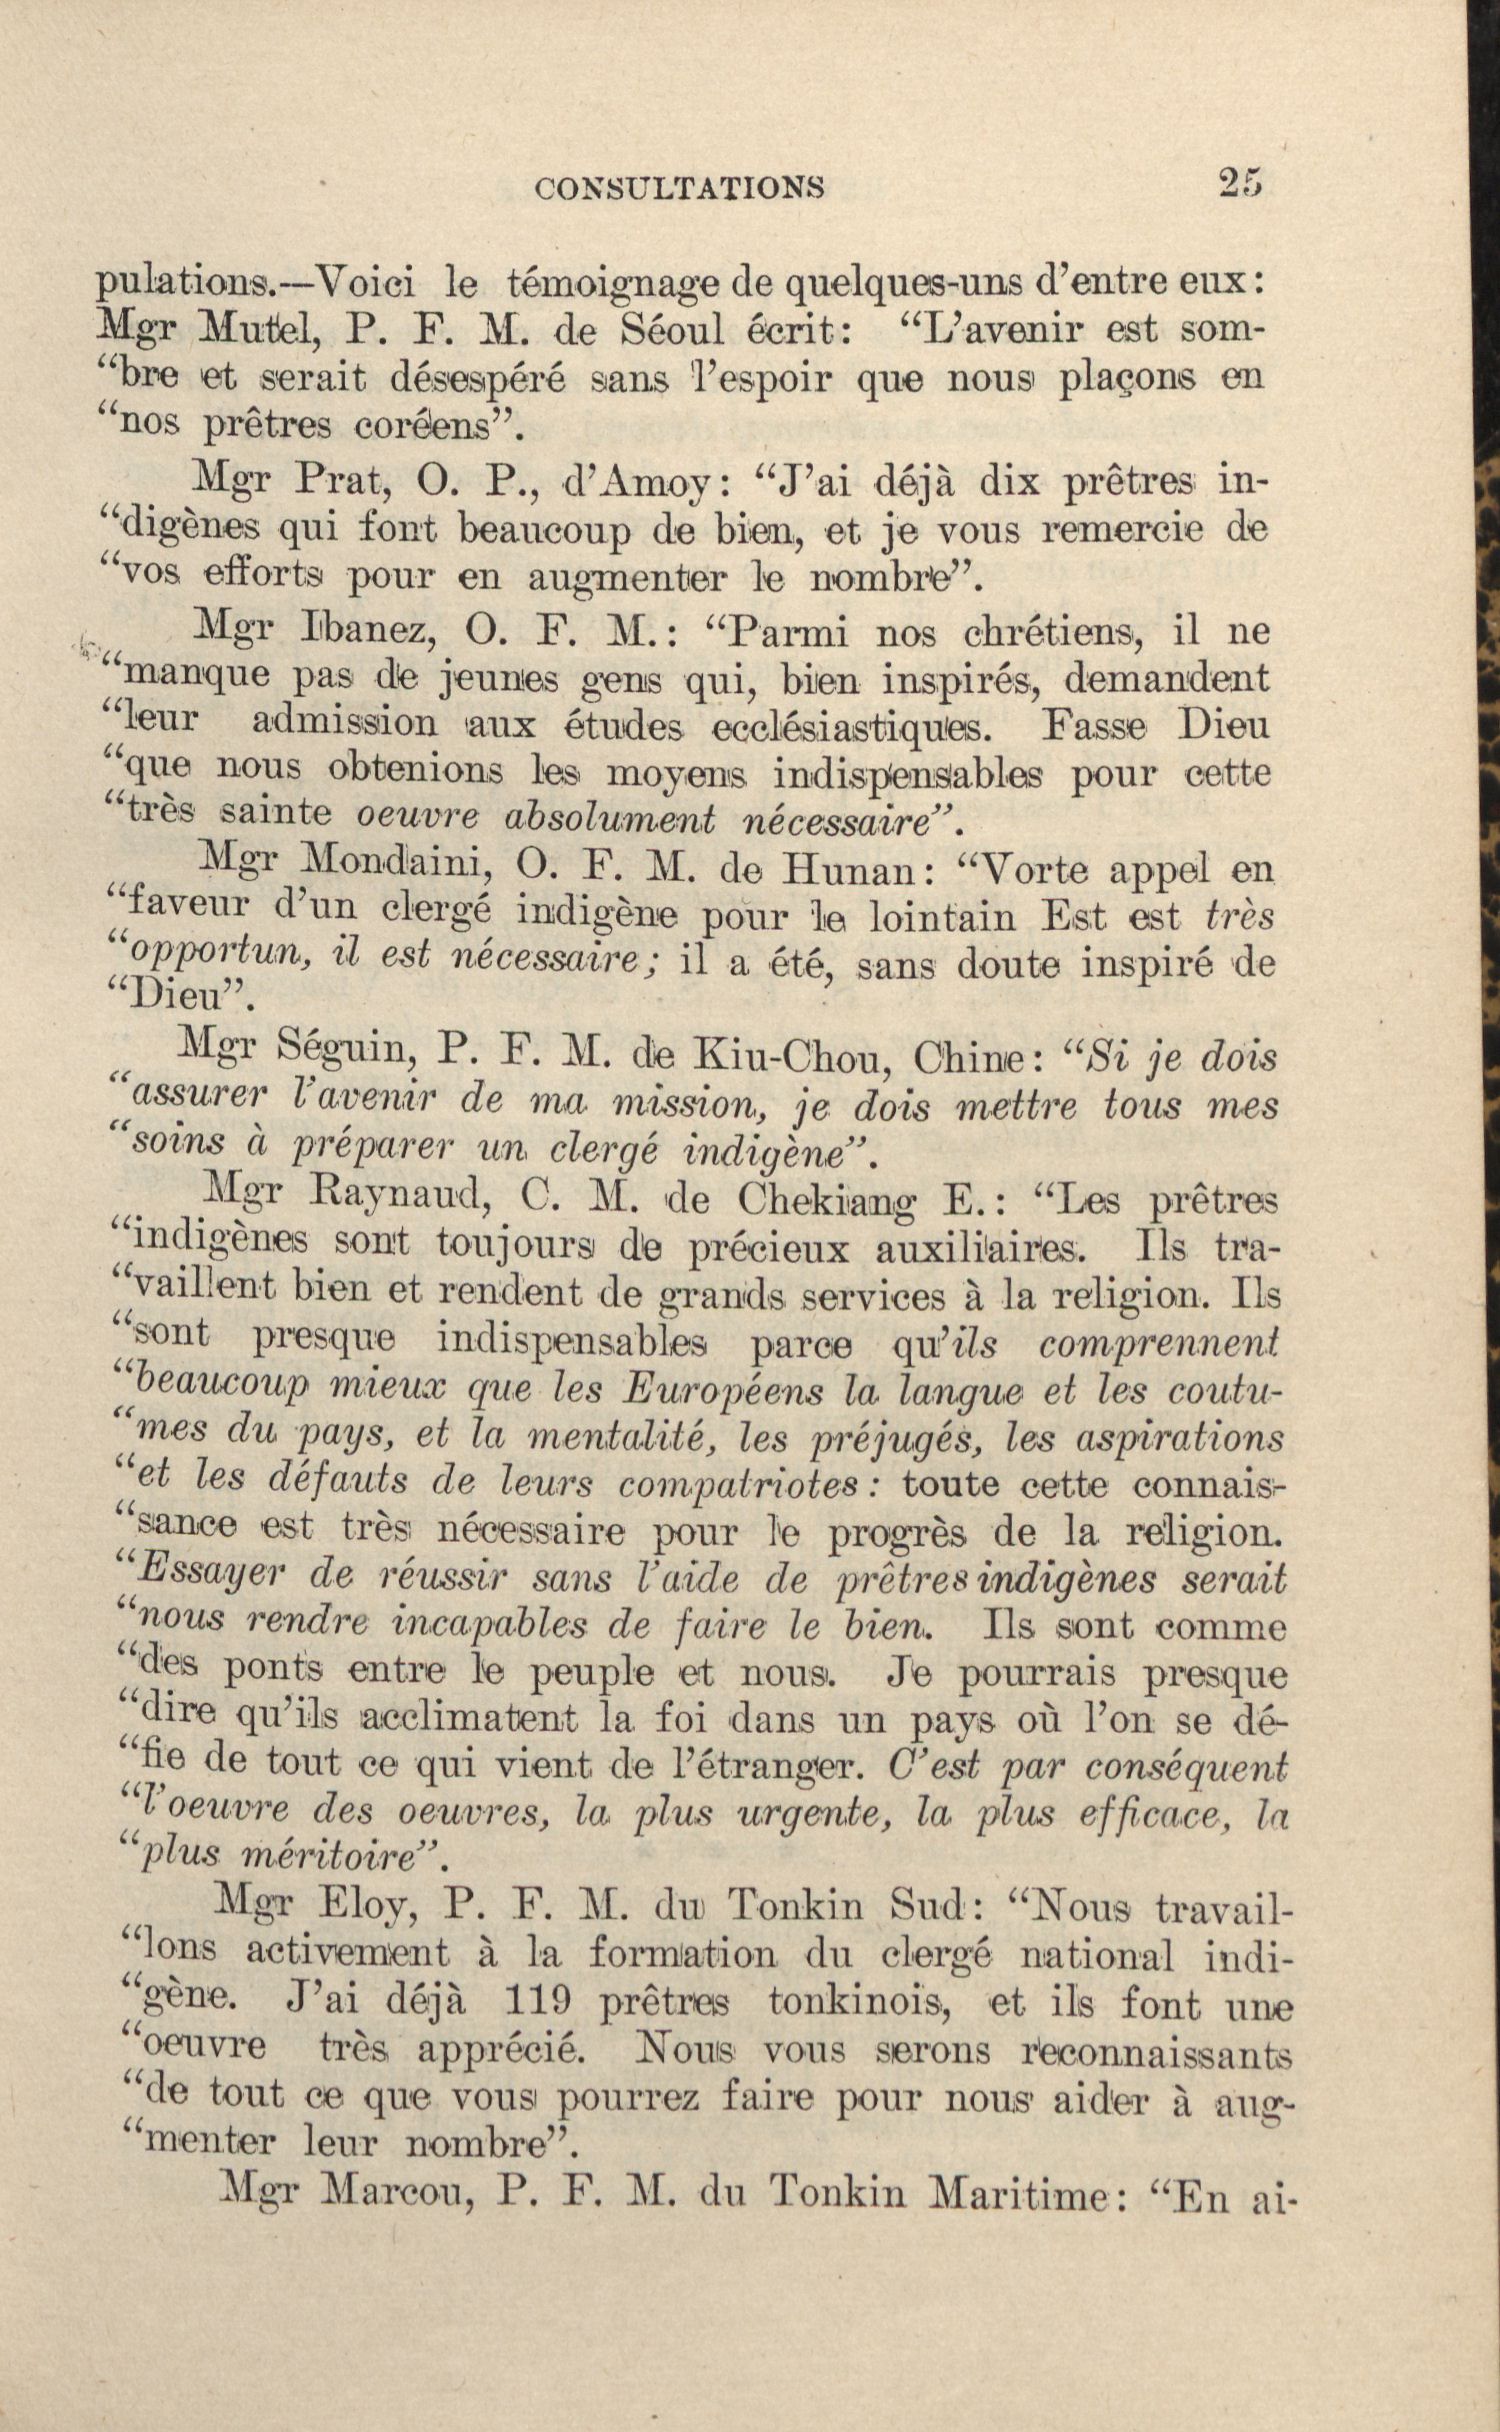 CONSULTATIONS 25
pulations.—Voici le témoignage de quelques-uns d'entre eux:
Mgr Mutel, P. F. M. de Séoul écrit: “L'avenir est som-
“bre et serait désespéré sans l'espoir que nous plaçons en
“nos prêtres coréens”.
Mgr Prat, O. P., d'Amoy: “J'ai déjà dix prêtres in-
“digènes qui font beaucoup de bien, et je vous remercie de
“vos efforts pour en augmenter le nombre”.
Mgr Ibanez, O. F. M.: “Parmi nos chrétiens, il ne
“manque pas de jeunes gens qui, bien inspirés, demandent
“leur admission aux études ecclésiastiques. Fasse Dieu
“que nous obtenions les moyens indispensables pour cette
“très sainte oeuvre absolument nécessaire”.
Mgr Mondaini, O. F. M. de Hunan: “Vorte appel en
“faveur d'un clergé indigène pour le lointain Est est très
“opportun, il est nécessaire; il a été, sans doute inspiré de
“Dieu”.
Mgr Séguin, P. F. M. de Kiu-Chou, Chine: “Si je dois
“assurer l'avenir de ma mission, je dois mettre tous mes
“soins à préparer un clergé indigène”.
Mgr Raynaud, C. M. de Chekiang E.: “Les prêtres
“indigènes sont toujours de précieux auxiliaires. Ils tra-
“vaillent bien et rendent de grands services à la religion. Ils
“sont presque indispensables parce qu'ils comprennent
“beaucoup mieux que les Européens la langue et les coutu-
“mes du pays, et la mentalité, les préjugés, les aspirations
“et les défauts de leurs compatriotes: toute cette connais-
“sance est très nécessaire pour le progrès de la religion.
“Essayer de réussir sans l'aide de prêtres indigènes serait
“nous rendre incapables de faire le bien. Ils sont comme
“des ponts entre le peuple et nous. Je pourrais presque
“dire qu'ils acclimatent la foi dans un pays où l'on se dé-
“fie de tout ce qui vient de l'étranger. C'est par conséquent
“l'oeuvre des oeuvres, la plus urgente, la plus efficace, la
“plus méritoire”.
Mgr Eloy, P. F. M. du Tonkin Sud: “Nous travail-
“lons activement à la formation du clergé national indi-
“gène. J'ai déjà 119 prêtres tonkinois, et ils font une
“oeuvre très apprécié. Nous vous serons reconnaissants
“de tout ce que vous pourrez faire pour nous aider à aug-
“menter leur nombre”.
Mgr Marcou, P. F. M. du Tonkin Maritime: “En ai-